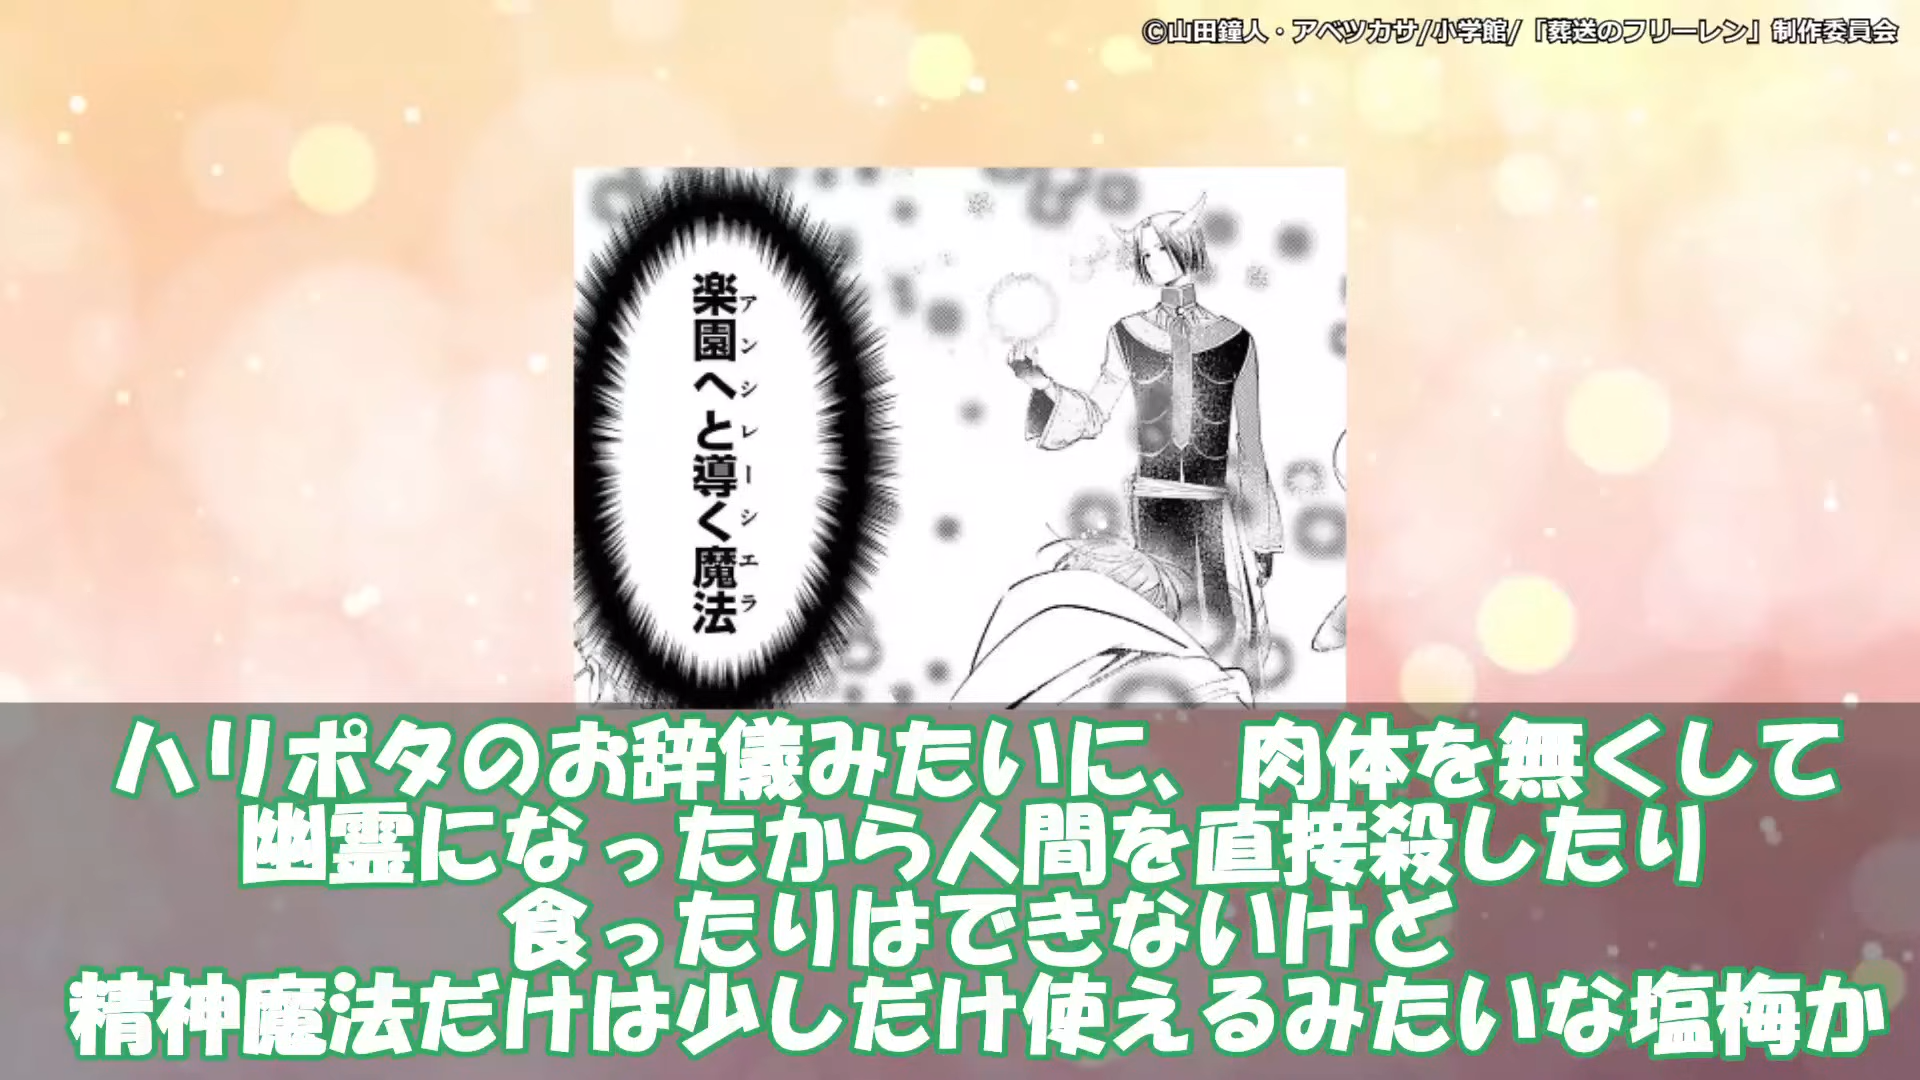 ©山田鐘人・アベツカサ/小学館/「葬送のフリーレン」制作委員会
楽園へと導く魔法
アンシレーシエラ
ハリポタのお辞儀みたいに、肉体を無くして
幽霊になったから人間を直接殺したり
食ったりはできないけど
精神魔法だけは少しだけ使えるみたいな塩梅か